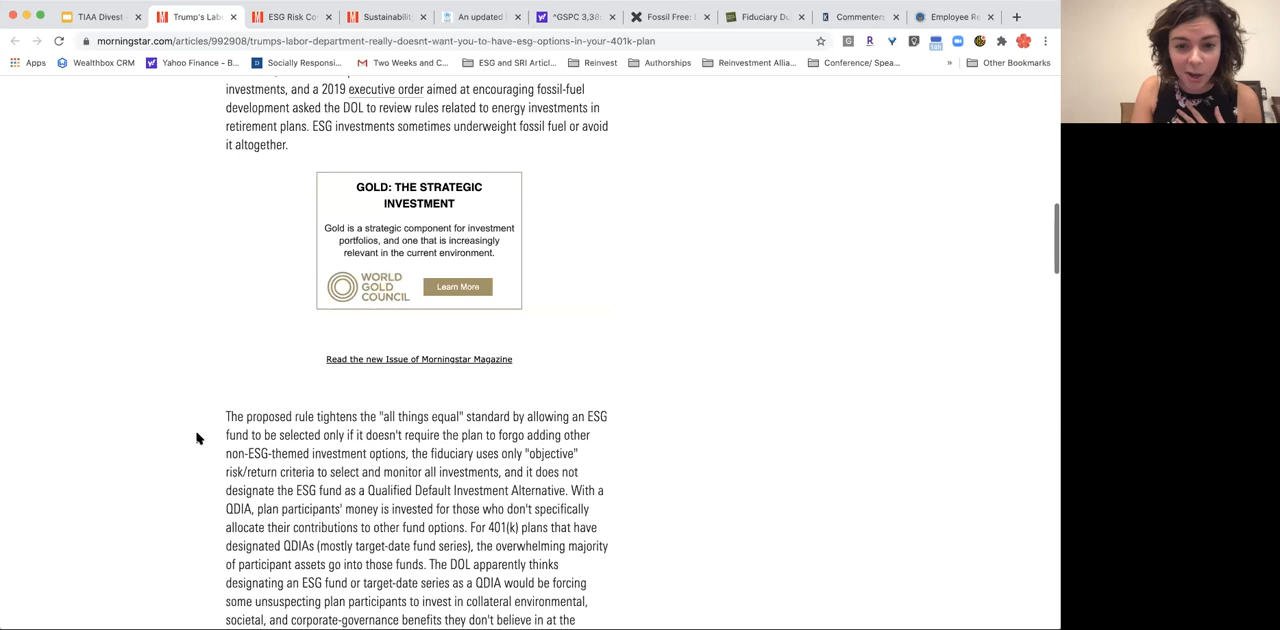 TIAA Divest
Trump's Lab
ESG Risk Co
Sustainability
An updated
^GSPC 3,38
Fossil Free:
Fiduciary Du
Commenters
Employee Re
morningstar.com/articles/992908/trumps-labor-department-really-doesnt-want-you-to-have-esg-options-in-your-401k-plan
Apps
Wealthbox CRM
Yahoo Finance – B...
Socially Responsi...
Two Weeks and C...
ESG and SRI Articl...
Reinvest
Authorships
Reinvestment Allia...
Conference/ Spea...
»
Other Bookmarks
investments, and a 2019 executive order aimed at encouraging fossil-fuel
development asked the DOL to review rules related to energy investments in
retirement plans. ESG investments sometimes underweight fossil fuel or avoid
it altogether.
GOLD: THE STRATEGIC
INVESTMENT
Gold is a strategic component for investment
portfolios, and one that is increasingly
relevant in the current environment.
WORLD
GOLD
COUNCIL
Learn More
Read the new Issue of Morningstar Magazine
The proposed rule tightens the "all things equal" standard by allowing an ESG
fund to be selected only if it doesn't require the plan to forgo adding other
non-ESG-themed investment options, the fiduciary uses only "objective"
risk/return criteria to select and monitor all investments, and it does not
designate the ESG fund as a Qualified Default Investment Alternative. With a
QDIA, plan participants' money is invested for those who don't specifically
allocate their contributions to other fund options. For 401(k) plans that have
designated QDIAs (mostly target-date fund series), the overwhelming majority
of participant assets go into those funds. The DOL apparently thinks
designating an ESG fund or target-date series as a QDIA would be forcing
some unsuspecting plan participants to invest in collateral environmental,
societal, and corporate-governance benefits they don't believe in at the